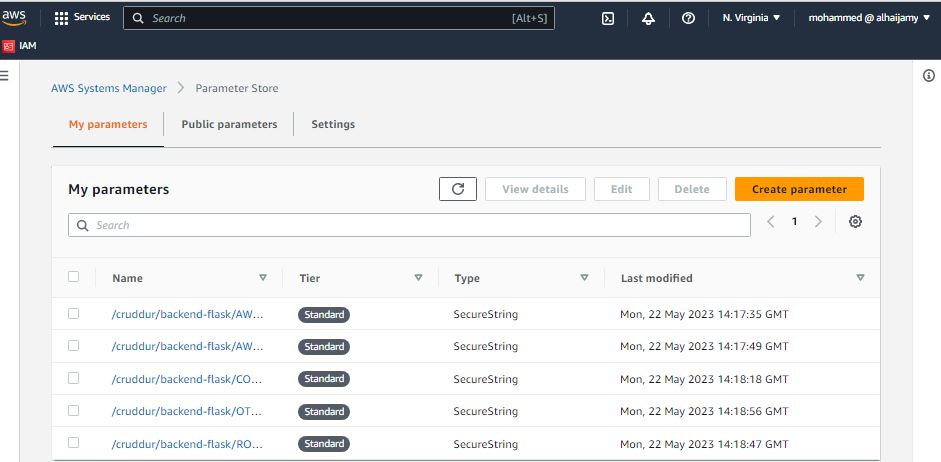 aws Services Search [Alt+S] N. Virginia mohammed @ alhaijamy
IAM
AWS Systems Manager Parameter Store
My parameters Public parameters Settings
My parameters View details Edit Delete Create parameter
Search 1
Name Tier Type Last modified
/cruddur/backend-flask/AW... Standard SecureString Mon, 22 May 2023 14:17:35 GMT
/cruddur/backend-flask/AW... Standard SecureString Mon, 22 May 2023 14:17:49 GMT
/cruddur/backend-flask/CO... Standard SecureString Mon, 22 May 2023 14:18:18 GMT
/cruddur/backend-flask/OT... Standard SecureString Mon, 22 May 2023 14:18:56 GMT
/cruddur/backend-flask/RO... Standard SecureString Mon, 22 May 2023 14:18:47 GMT